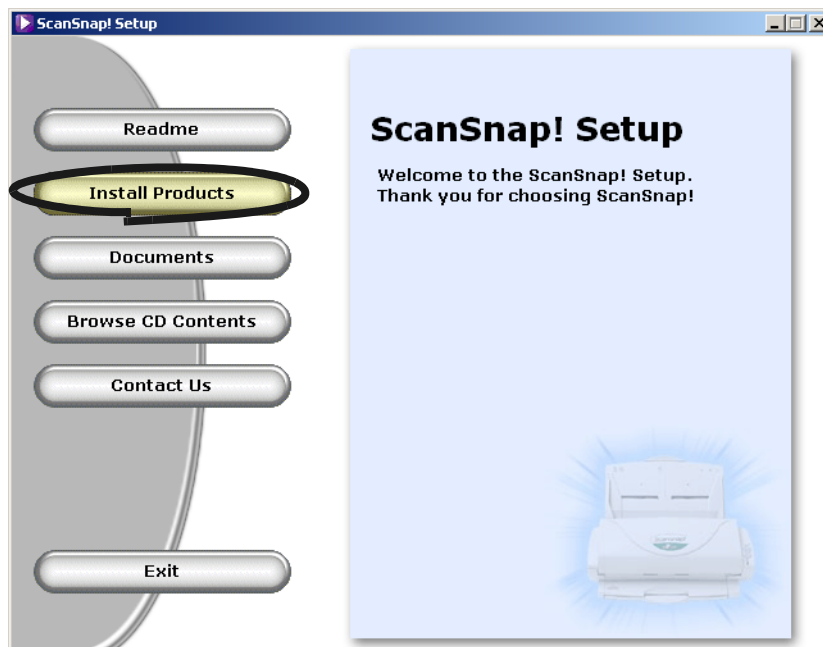 ScanSnap! Setup
Readme
Install Products
Documents
Browse CD Contents
Contact Us
Exit
ScanSnap! Setup
Welcome to the ScanSnap! Setup.
Thank you for choosing ScanSnap!